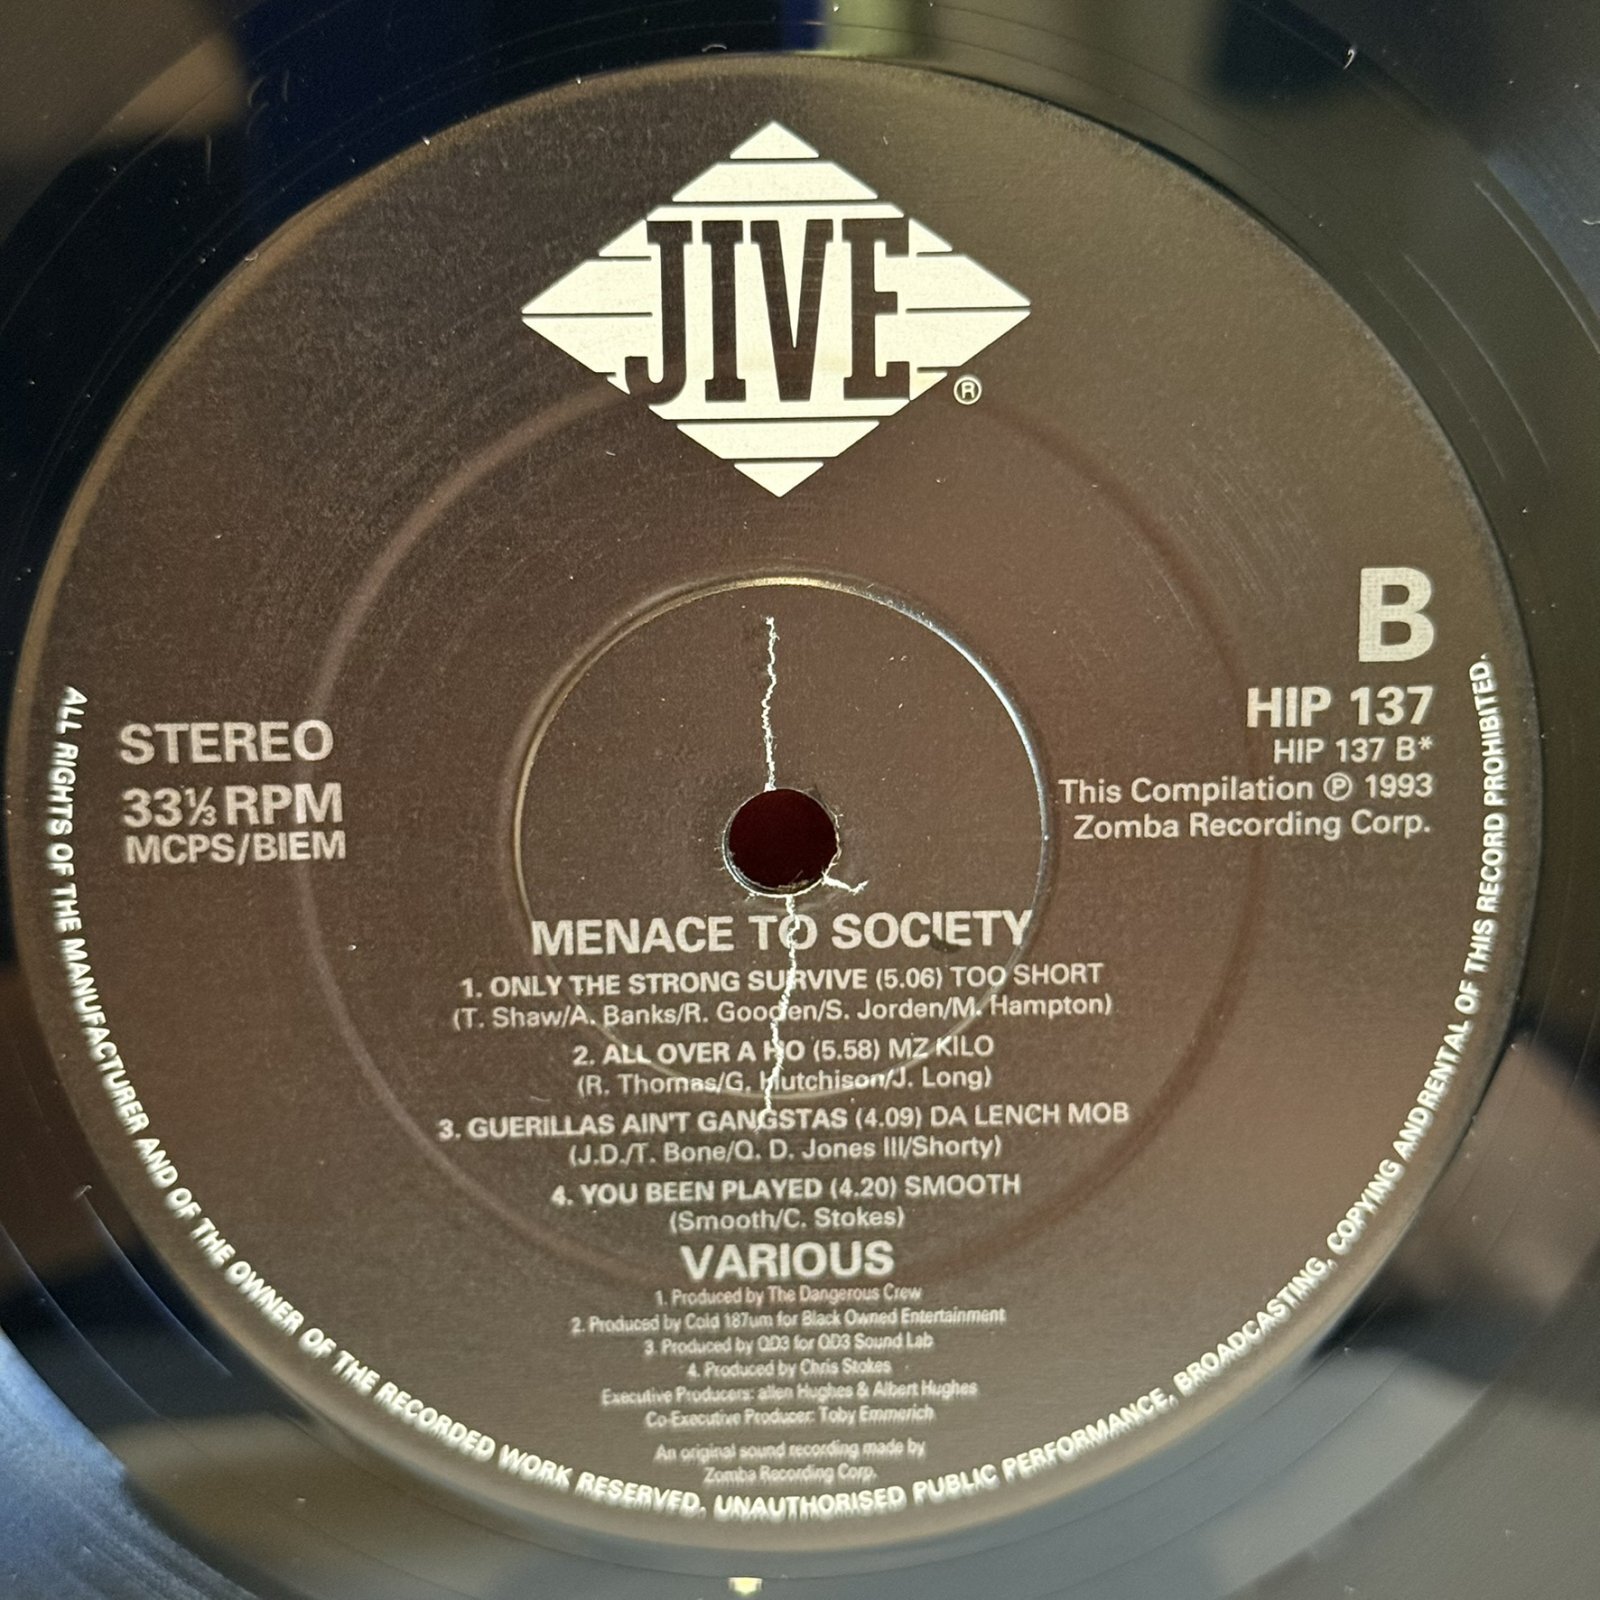 JIVE
®
B
HIP 137
HIP 137 B*
This Compilation ℗ 1993
Zomba Recording Corp.
STEREO
33⅓ RPM
MCPS/BIEM
MENACE TO SOCIETY
1. ONLY THE STRONG SURVIVE (5.06) TOO SHORT
(T. Shaw/A. Banks/R. Gooden/S. Jorden/M. Hampton)
2. ALL OVER A HO (5.58) MZ KILO
(R. Thomas/G. Hutchison/J. Long)
3. GUERILLAS AIN'T GANGSTAS (4.09) DA LENCH MOB
(J.D./T. Bone/Q. D. Jones III/Shorty)
4. YOU BEEN PLAYED (4.20) SMOOTH
(Smooth/C. Stokes)
VARIOUS
1. Produced by The Dangerous Crew
2. Produced by Cold 187um for Black Owned Entertainment
3. Produced by QD3 for QD3 Sound Lab
4. Produced by Chris Stokes
Executive Producers: allen Hughes & Albert Hughes
Co-Executive Producer: Toby Emmerich
An original sound recording made by
Zomba Recording Corp.
ALL RIGHTS OF THE MANUFACTURER AND OF THE OWNER OF THE RECORDED WORK RESERVED. UNAUTHORISED PUBLIC PERFORMANCE, BROADCASTING, COPYING ANDRENTAL OF THIS RECORD PROHIBITED.